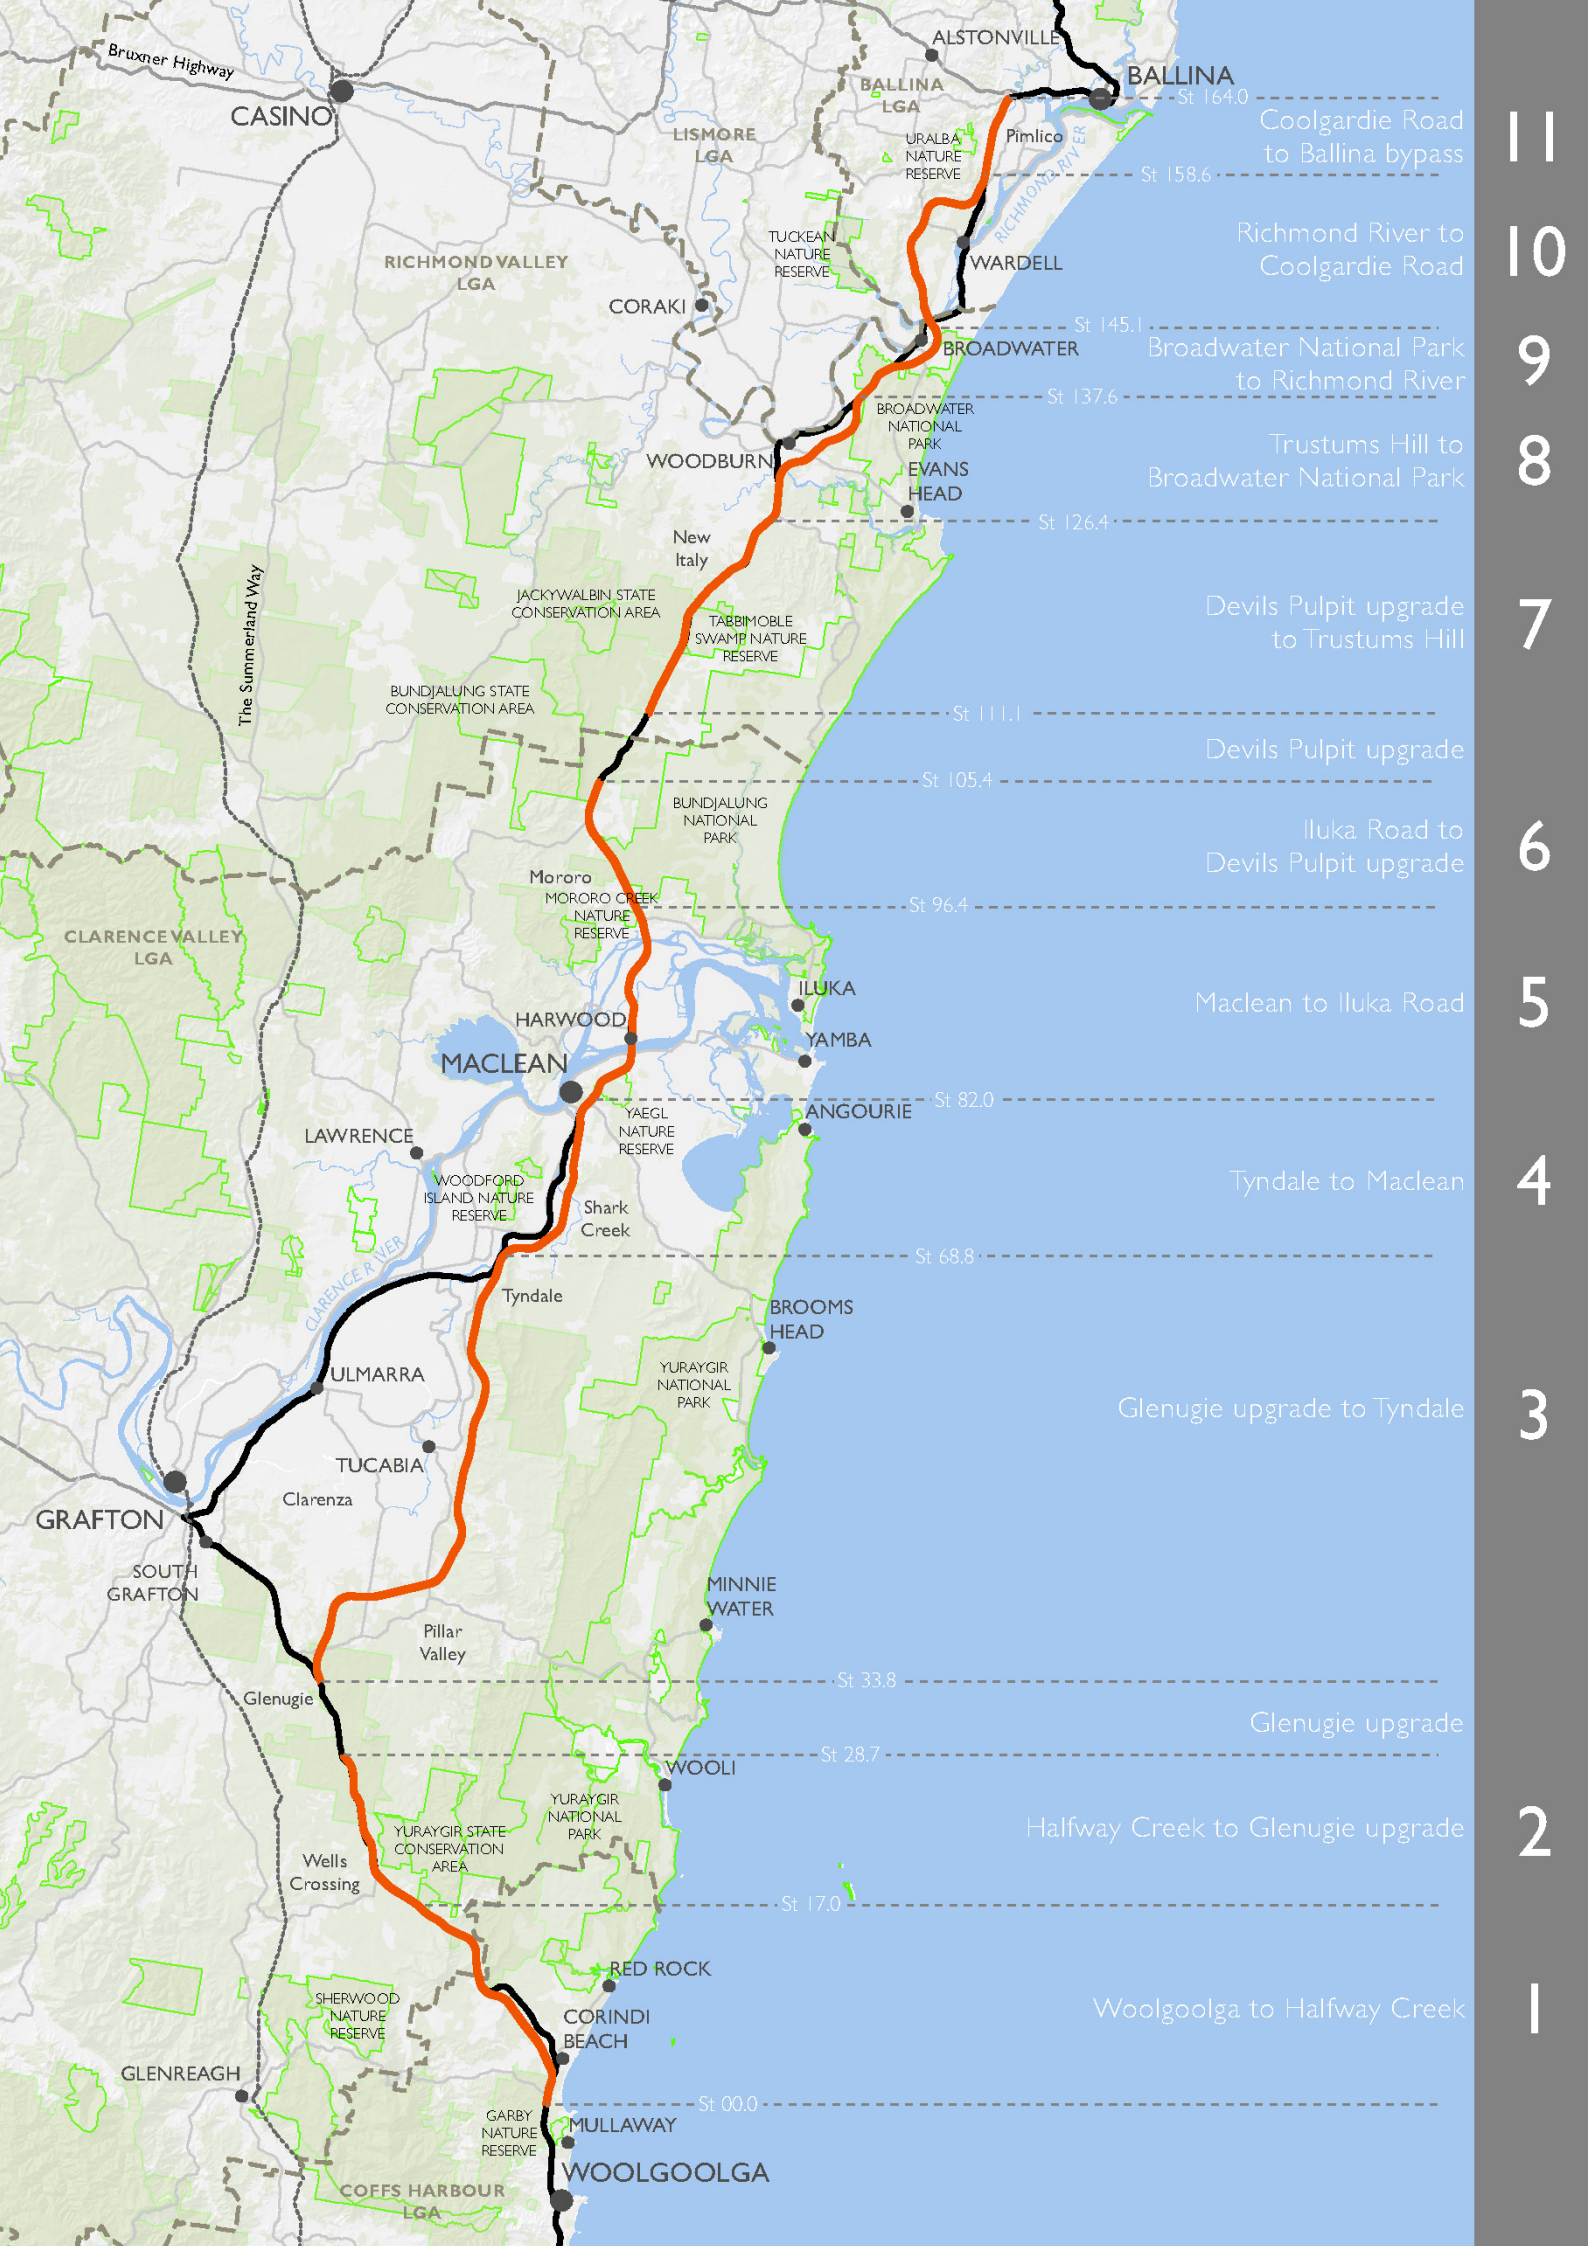 ALSTONVILLE
Bruxner Highway
BALLINA
BALLINA
LGA
St 164.0
CASINO
Coolgardie Road
to Ballina bypass
11
LISMORE
LGA
URALBA
NATURE
RESERVE
Pimlico
RICHMOND RIVER
St 158.6
TUCKEAN
NATURE
RESERVE
Richmond River to
Coolgardie Road
10
RICHMOND VALLEY
LGA
WARDELL
CORAKI
St 145.1
BROADWATER
Broadwater National Park
to Richmond River
9
St 137.6
BROADWATER
NATIONAL
PARK
Trustums Hill to
Broadwater National Park
8
WOODBURN
EVANS
HEAD
St 126.4
New
Italy
The Summerland Way
JACKYWALBIN STATE
CONSERVATION AREA
TABBIMOBLE
SWAMP NATURE
RESERVE
Devils Pulpit upgrade
to Trustums Hill
7
BUNDJALUNG STATE
CONSERVATION AREA
St 111.1
Devils Pulpit upgrade
St 105.4
BUNDJALUNG
NATIONAL
PARK
Iluka Road to
Devils Pulpit upgrade
6
Mororo
MORORO CREEK
NATURE
RESERVE
St 96.4
CLARENCE VALLEY
LGA
ILUKA
Maclean to Iluka Road
5
HARWOOD
YAMBA
MACLEAN
St 82.0
YAEGL
NATURE
RESERVE
ANGOURIE
LAWRENCE
WOODFORD
ISLAND NATURE
RESERVE
Tyndale to Maclean
4
Shark
Creek
CLARENCE RIVER
St 68.8
Tyndale
BROOMS
HEAD
ULMARRA
YURAYGIR
NATIONAL
PARK
Glenugie upgrade to Tyndale
3
TUCABIA
Clarenza
GRAFTON
SOUTH
GRAFTON
MINNIE
WATER
Pillar
Valley
St 33.8
Glenugie
Glenugie upgrade
St 28.7
WOOLI
YURAYGIR
NATIONAL
PARK
YURAYGIR STATE
CONSERVATION
AREA
Halfway Creek to Glenugie upgrade
2
Wells
Crossing
St 17.0
RED ROCK
SHERWOOD
NATURE
RESERVE
CORINDI
BEACH
Woolgoolga to Halfway Creek
1
GLENREAGH
St 00.0
GARBY
NATURE
RESERVE
MULLAWAY
WOOLGOOLGA
COFFS HARBOUR
LGA